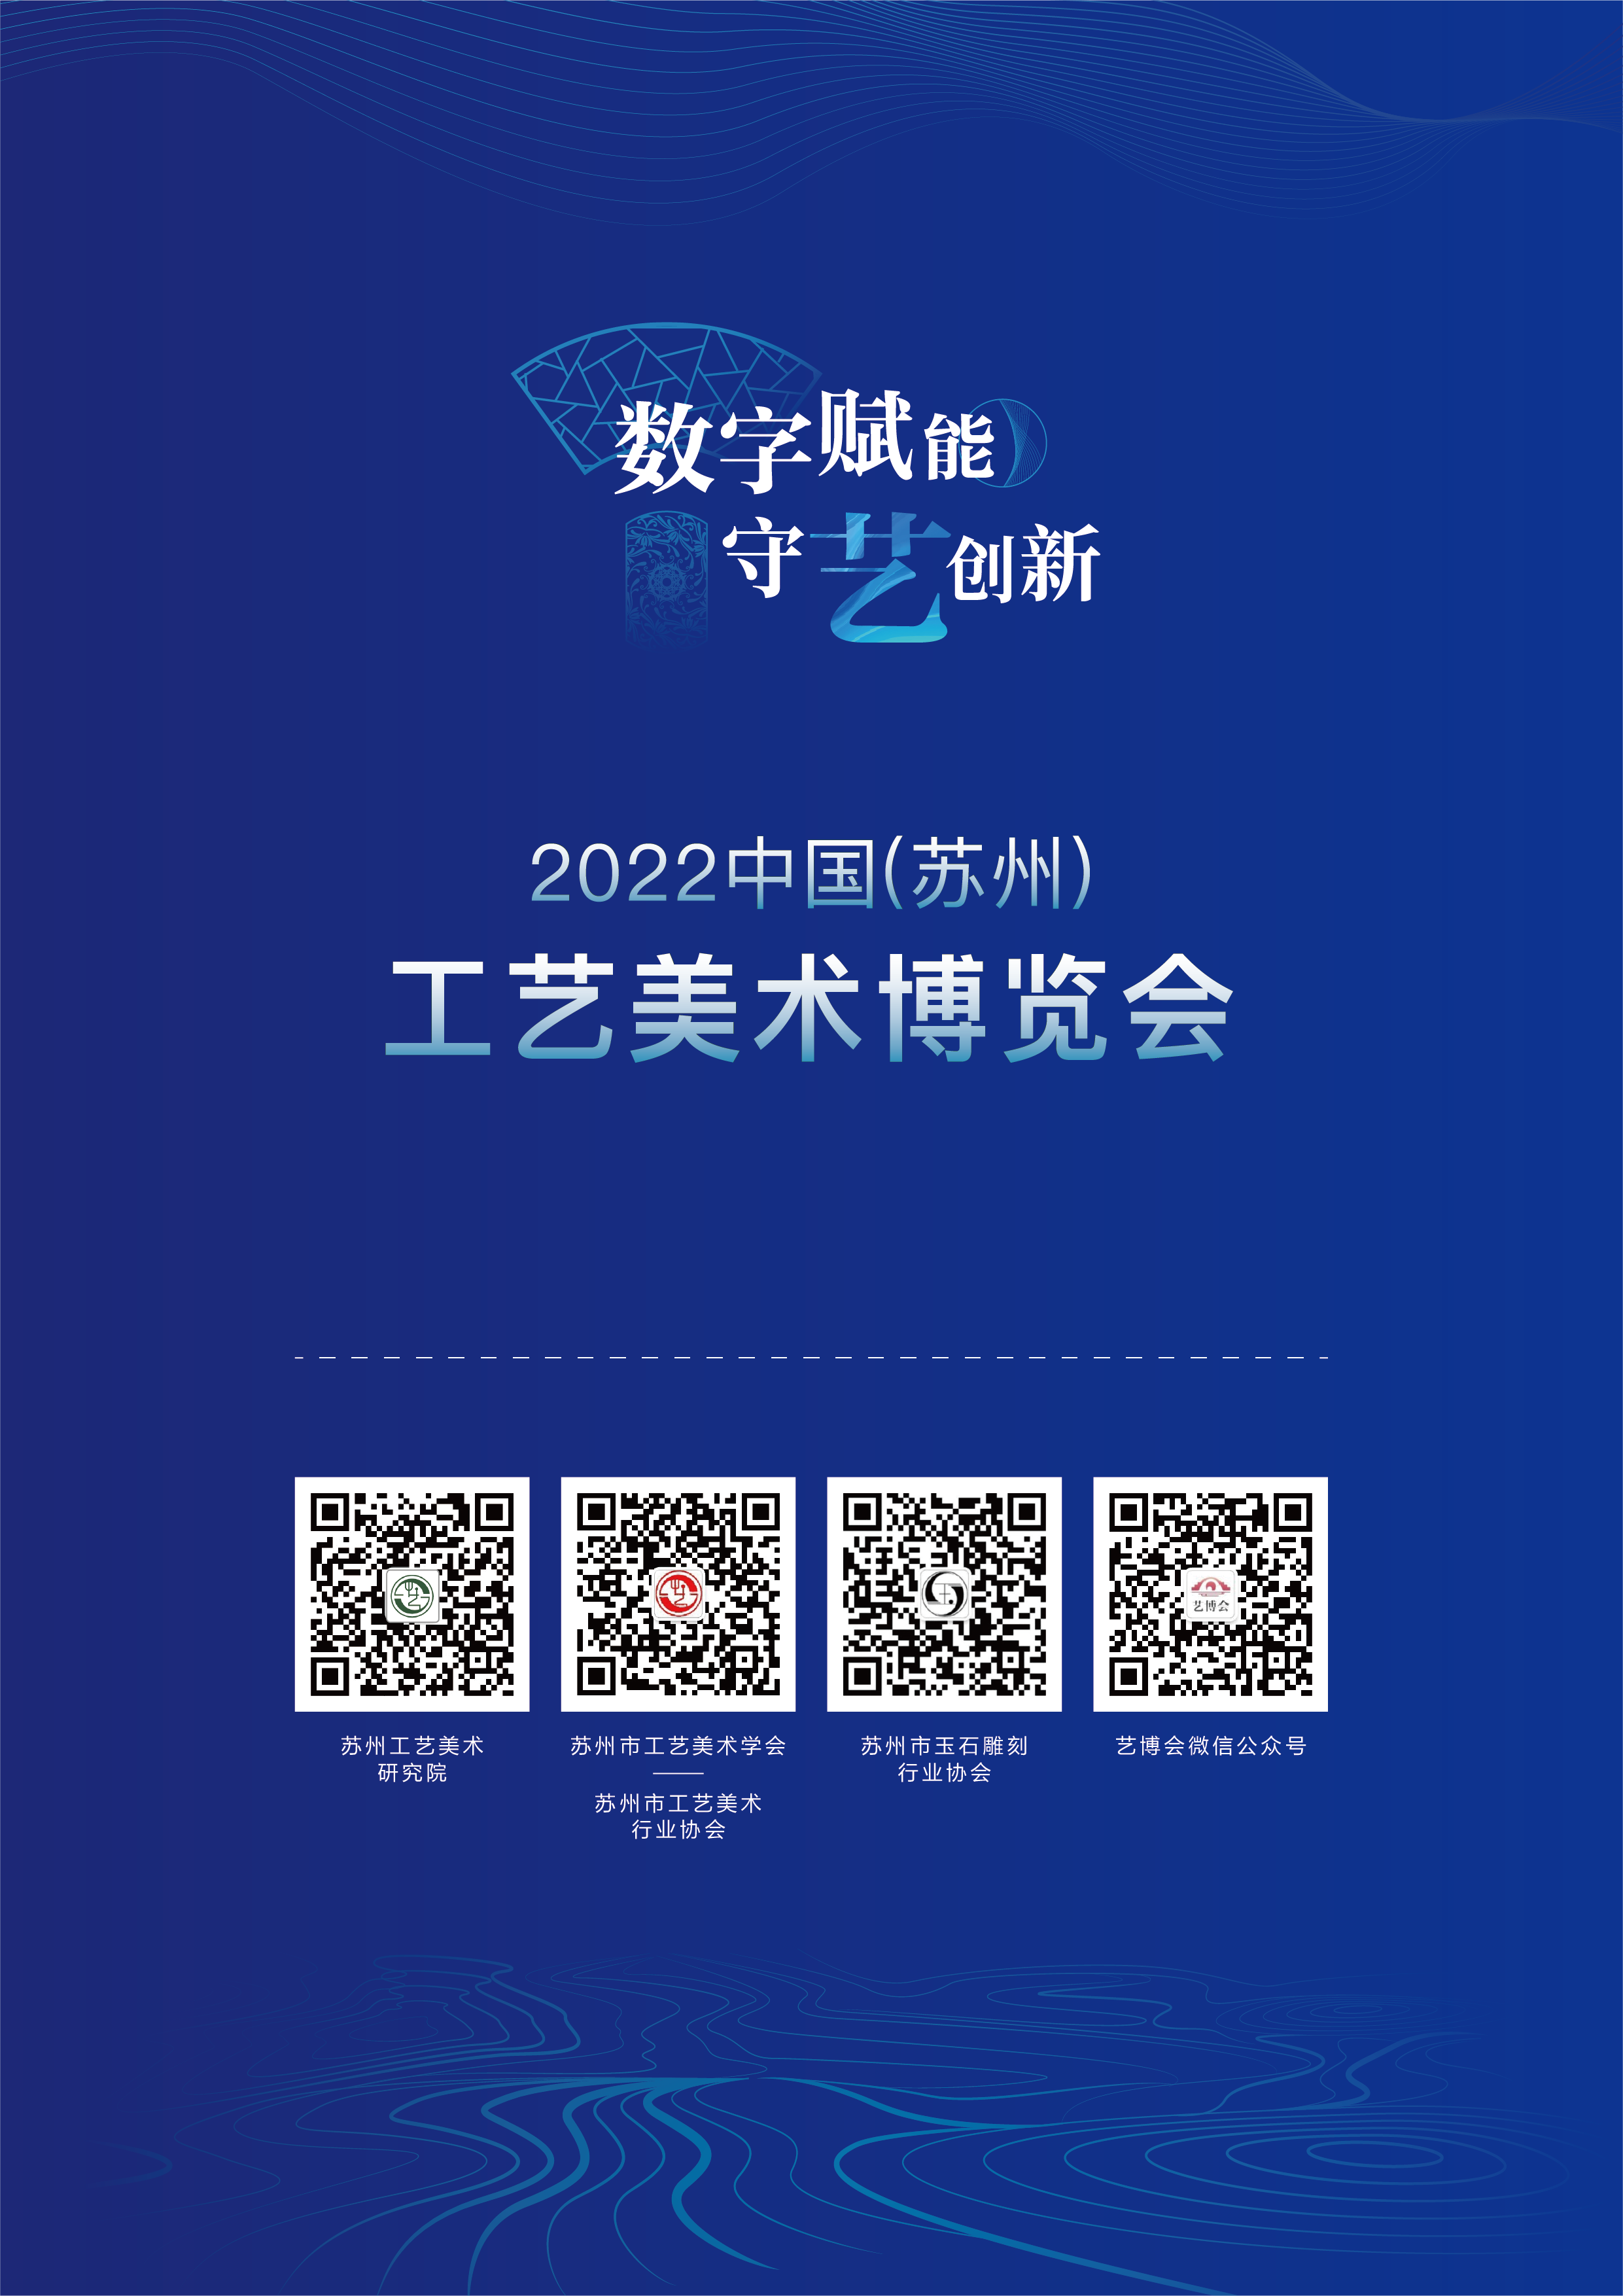 数字赋能
守艺创新
2022中国(苏州)
工艺美术博览会
艺博会
苏州工艺美术
研究院
苏州市工艺美术学会
苏州市工艺美术
行业协会
苏州市玉石雕刻
行业协会
艺博会微信公众号